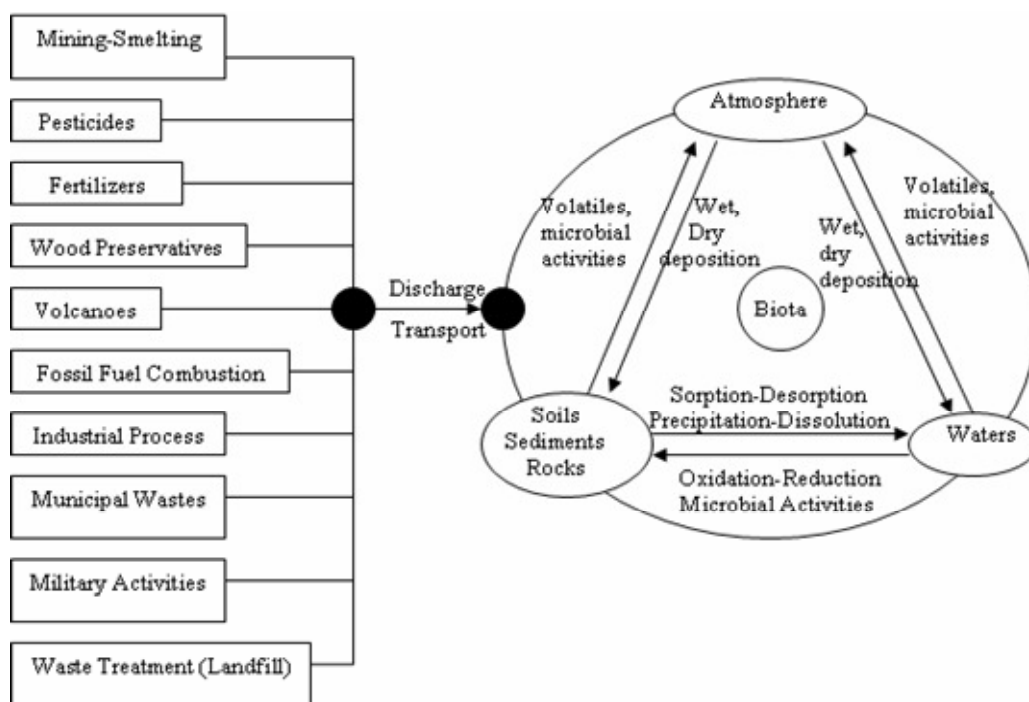 Mining-Smelting
Pesticides
Fertilizers
Wood Preservatives
Volcanoes
Fossil Fuel Combustion
Industrial Process
Municipal Wastes
Military Activities
Waste Treatment (Landfill)
Discharge
Transport
Atmosphere
Volatiles,
microbial
activities
Wet,
Dry
deposition
Wet,
dry
deposition
Volatiles,
microbial
activities
Biota
Soils
Sediments
Rocks
Sorption-Desorption
Precipitation-Dissolution
Waters
Oxidation-Reduction
Microbial Activities